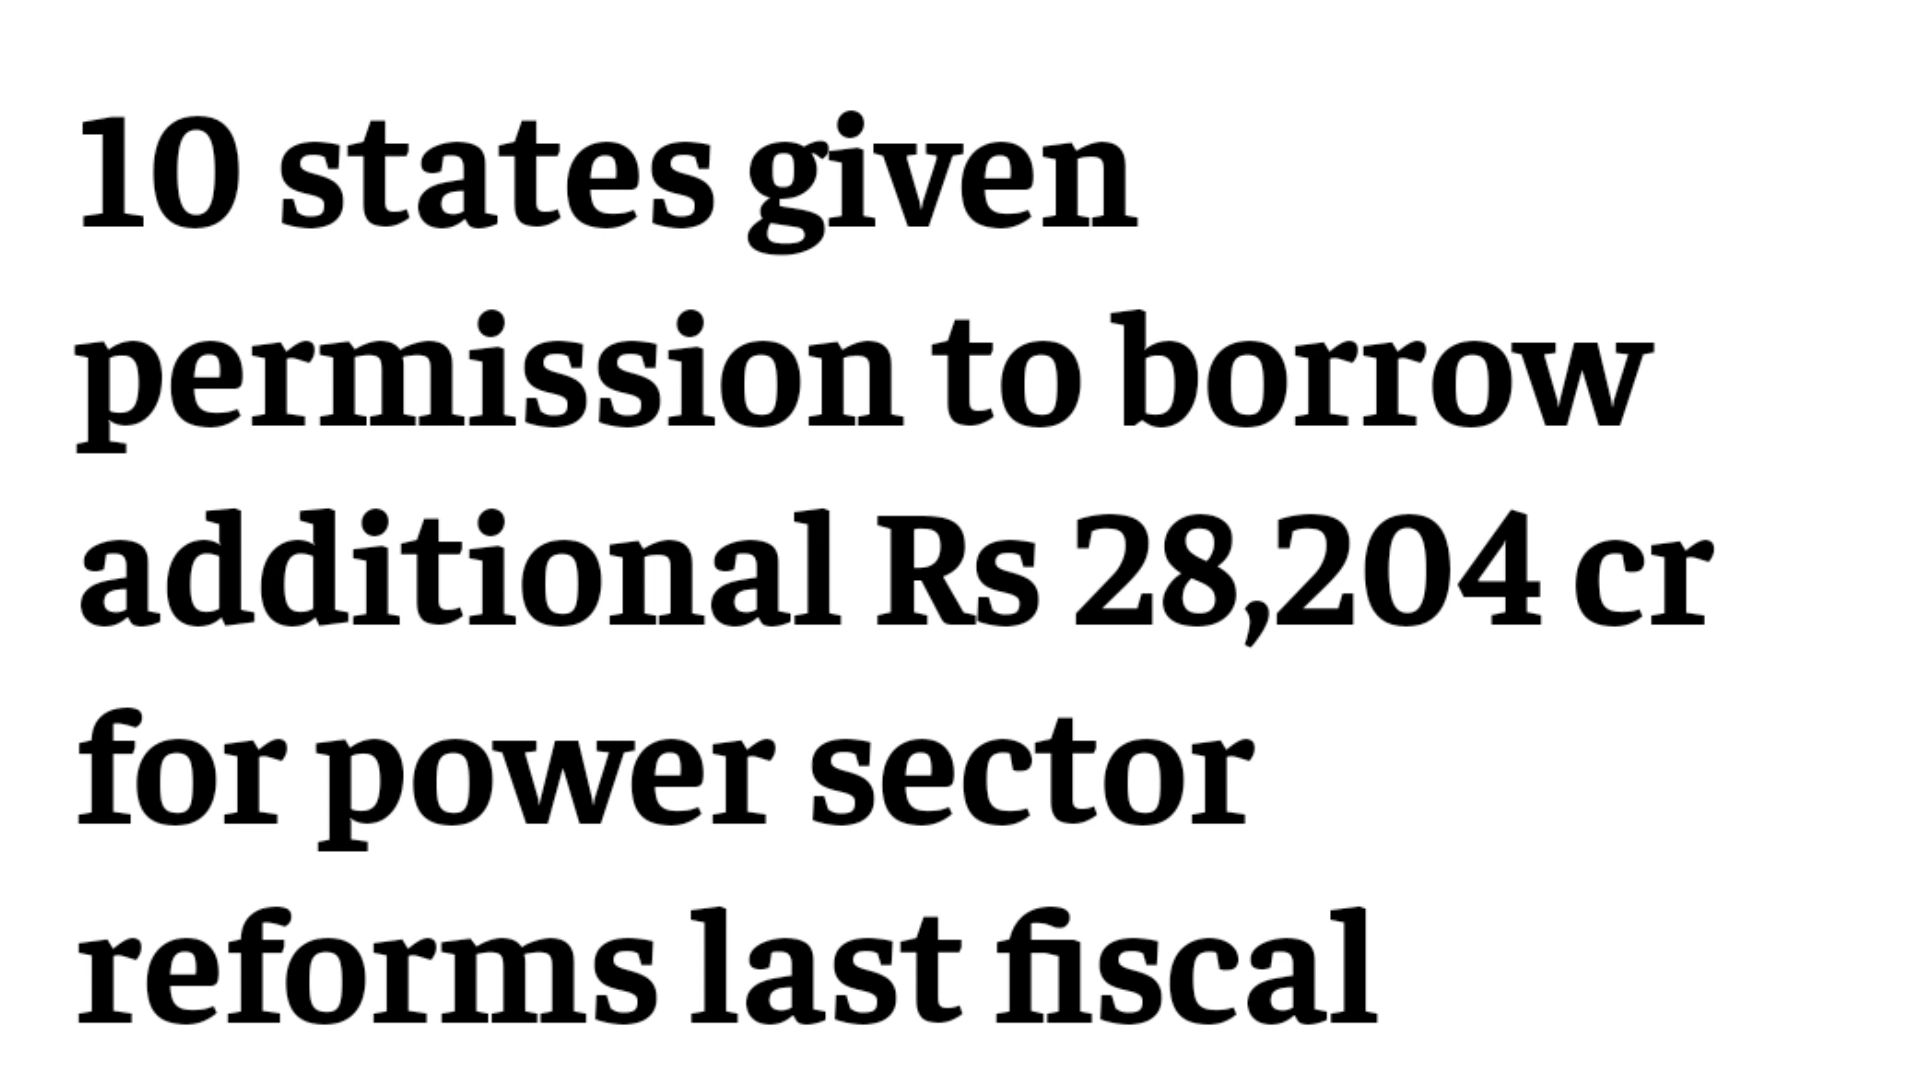 10 states given
permission to borrow
additional Rs 28,204 cr
for power sector
reforms last fiscal